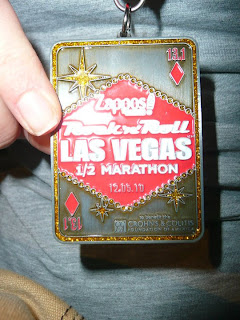 13.1
Zappos!
Rock 'n' Roll
LAS VEGAS
1/2 MARATHON
12.05.10
13.1
CROHN'S & COLITIS
FOUNDATION OF AMERICA